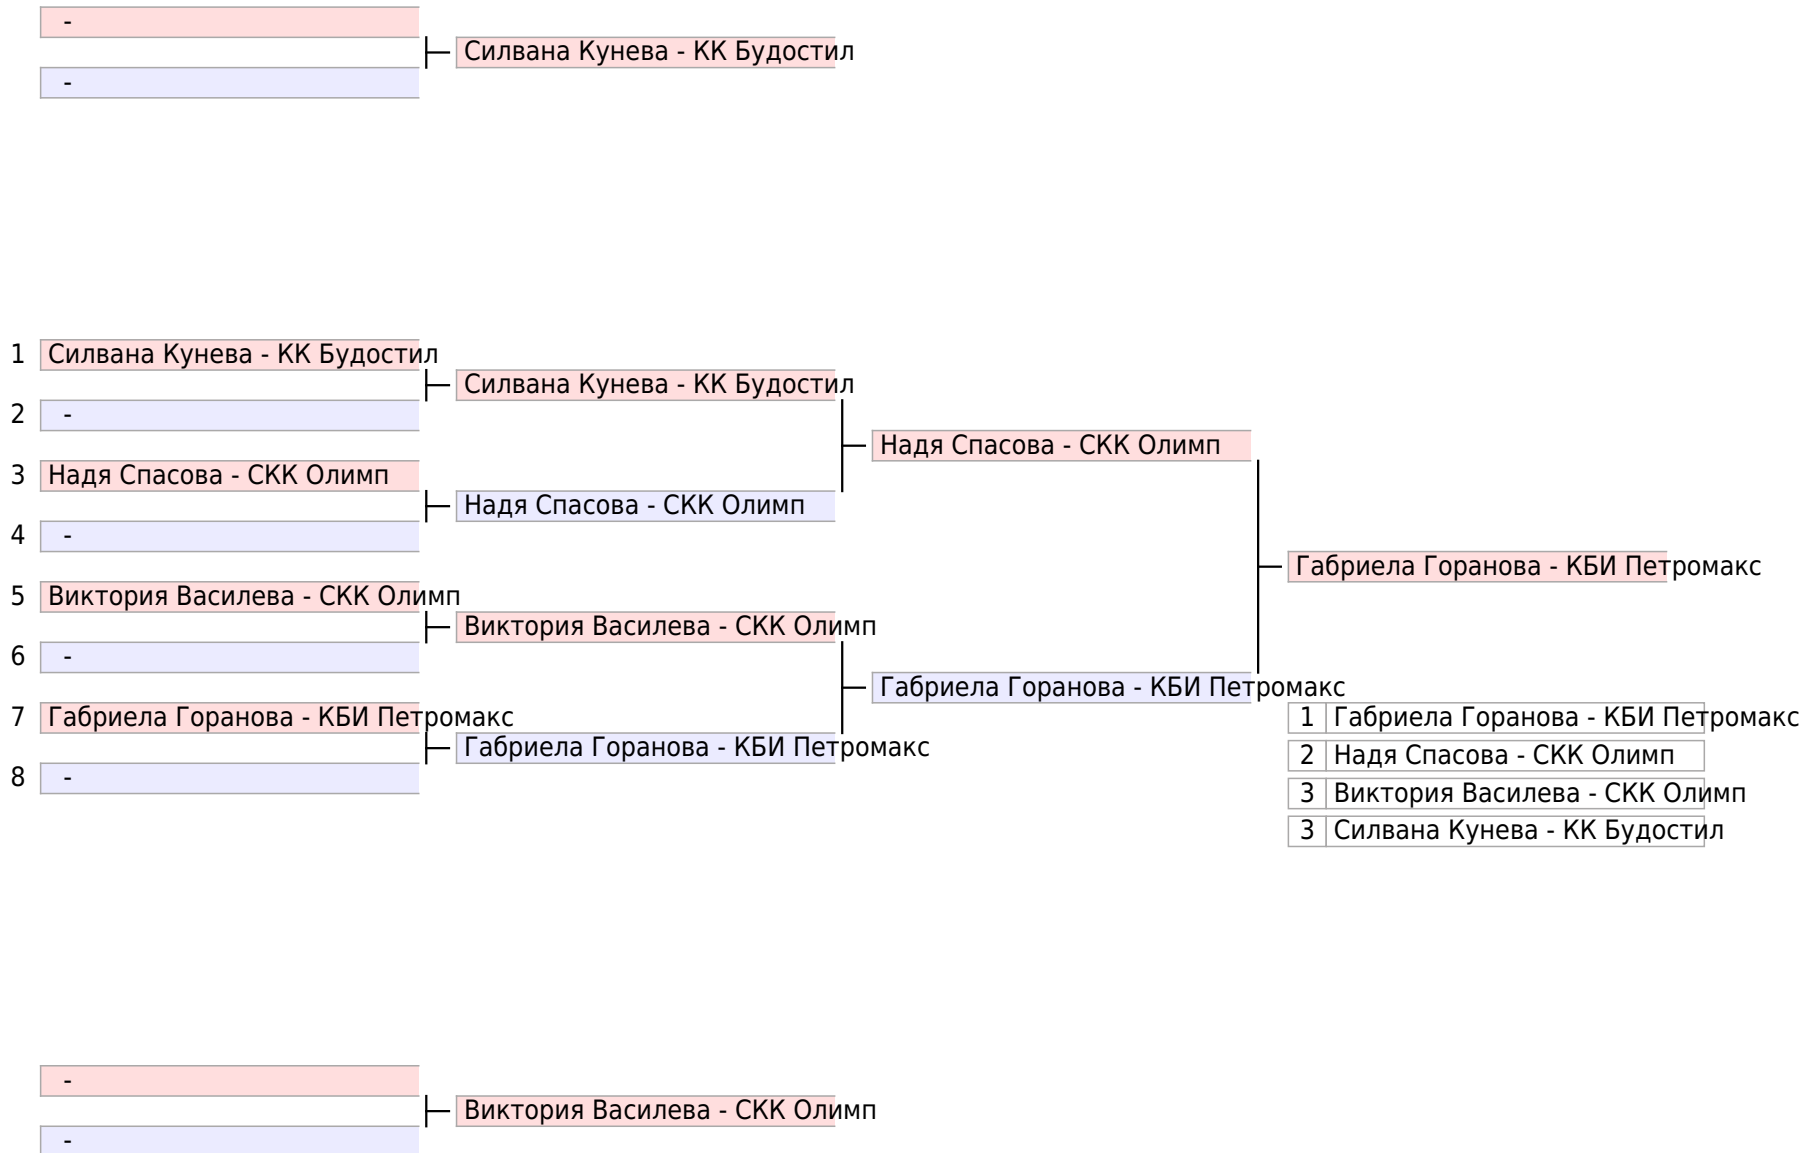 -
Силвана Кунева - КК Будостил
-
1 Силвана Кунева - КК Будостил
Силвана Кунева - КК Будостил
2 -
Надя Спасова - СКК Олимп
3 Надя Спасова - СКК Олимп
Надя Спасова - СКК Олимп
4 -
Габриела Горанова - КБИ Петромакс
5 Виктория Василева - СКК Олимп
Виктория Василева - СКК Олимп
6 -
Габриела Горанова - КБИ Петромакс
7 Габриела Горанова - КБИ Петромакс
1 Габриела Горанова - КБИ Петромакс
Габриела Горанова - КБИ Петромакс
2 Надя Спасова - СКК Олимп
8 -
3 Виктория Василева - СКК Олимп
3 Силвана Кунева - КК Будостил
-
Виктория Василева - СКК Олимп
-